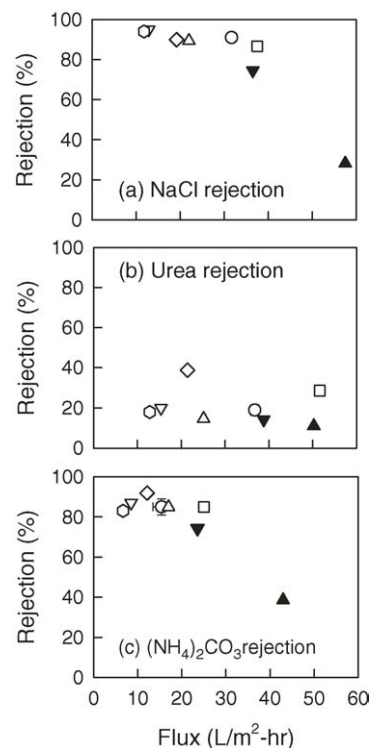 100
80
60
40
20
0
Rejection (%)
(a) NaCl rejection
100
80
60
40
20
0
Rejection (%)
(b) Urea rejection
100
80
60
40
20
0
Rejection (%)
(c) (NH₄)₂CO₃rejection
0 10 20 30 40 50 60
Flux (L/m²-hr)